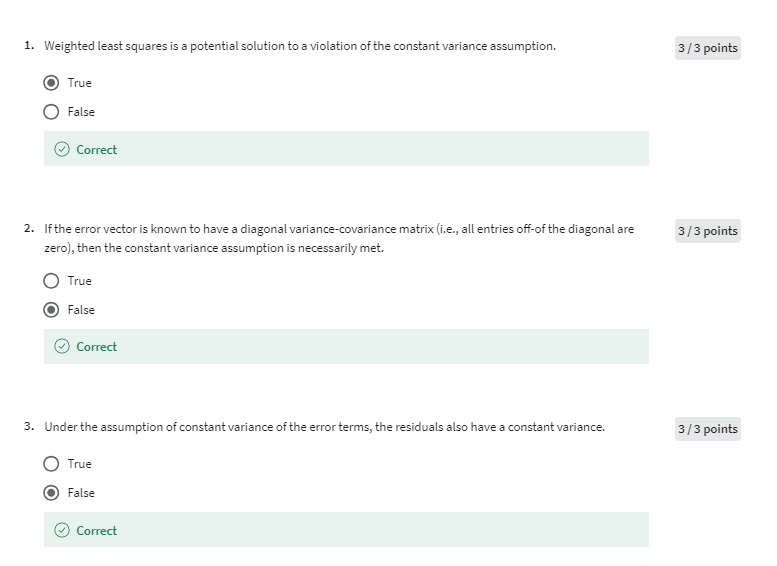 1. Weighted least squares is a potential solution to a violation of the constant variance assumption.
3 / 3 points
True
False
Correct
2. If the error vector is known to have a diagonal variance-covariance matrix (i.e., all entries off-of the diagonal are
zero), then the constant variance assumption is necessarily met.
3 / 3 points
True
False
Correct
3. Under the assumption of constant variance of the error terms, the residuals also have a constant variance.
3 / 3 points
True
False
Correct